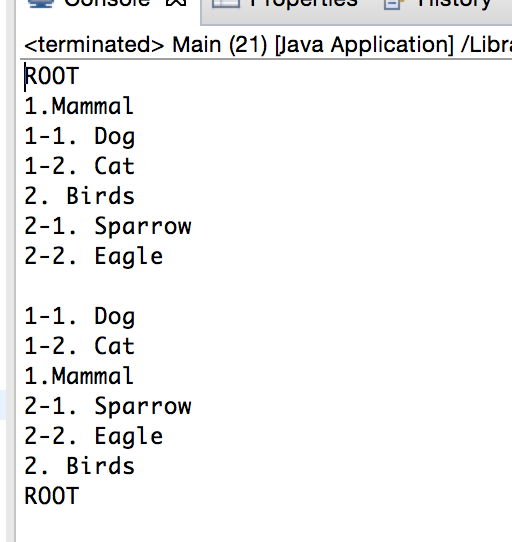 Console Properties History
<terminated> Main (21) [Java Application] /Libra
ROOT
1.Mammal
1-1. Dog
1-2. Cat
2. Birds
2-1. Sparrow
2-2. Eagle
1-1. Dog
1-2. Cat
1.Mammal
2-1. Sparrow
2-2. Eagle
2. Birds
ROOT